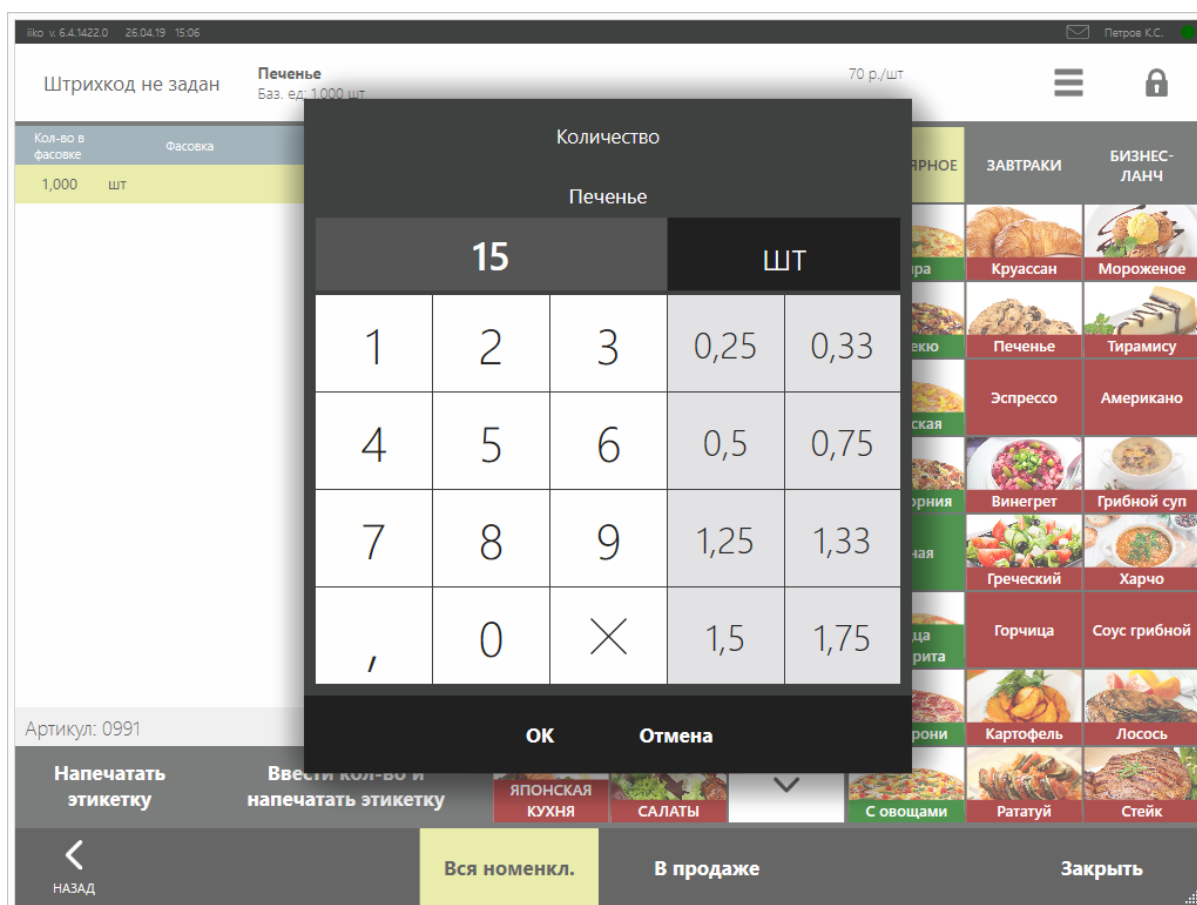 iiko v. 6.4.1422.0 26.04.19 15:06 Петров К.С.
Штрихкод не задан
Печенье
Баз. ед: 1.000 шт
70 р./шт
Кол-во в
фасовке
Фасовка
1,000 шт
Количество
Печенье
15 ШТ
1 2 3 0,25 0,33
4 5 6 0,5 0,75
7 8 9 1,25 1,33
, 0 1,5 1,75
ОК Отмена
ЗАВТРАКИ
БИЗНЕС-
ЛАНЧ
Круассан Мороженое
Печенье Тирамису
Эспрессо Американо
Винегрет Грибной суп
Греческий Харчо
Горчица Соус грибной
Картофель Лосось
С овощами Рататуй Стейк
Артикул: 0991
Напечатать
этикетку
Ввести кол-во и
напечатать этикетку
ЯПОНСКАЯ
КУХНЯ
САЛАТЫ
НАЗАД
Вся номенкл. В продаже Закрыть